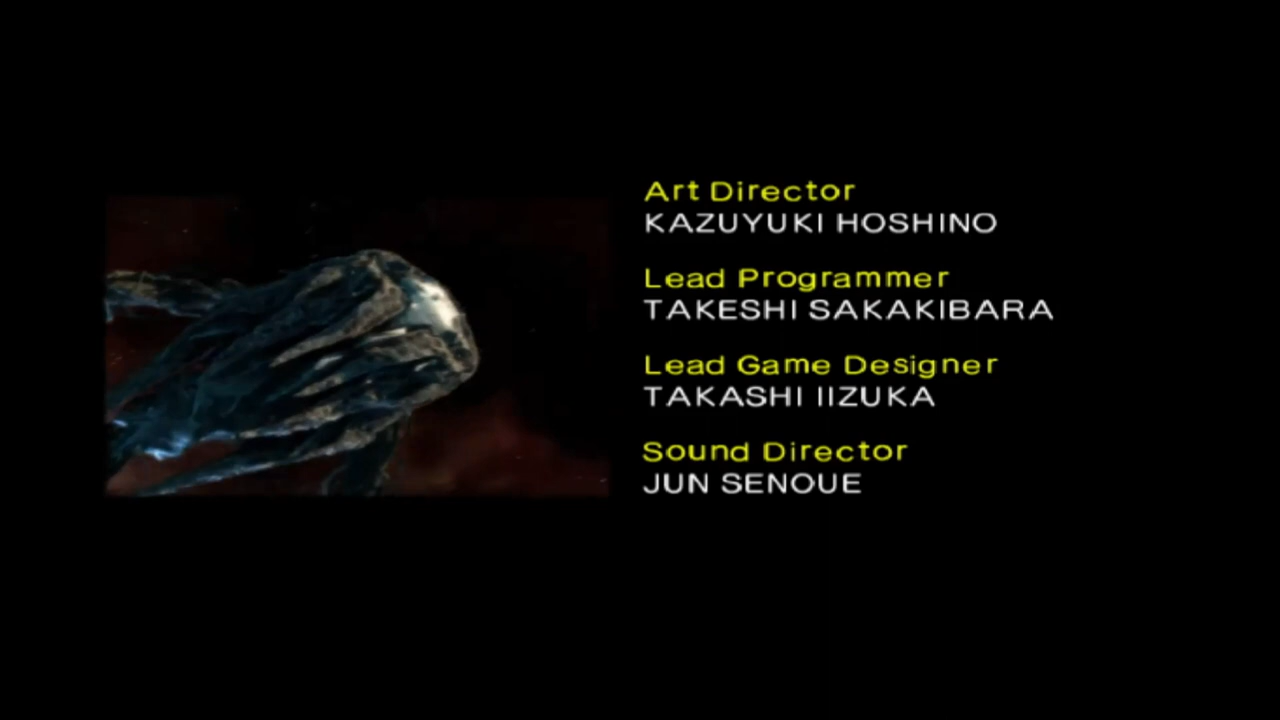 Art Director
KAZUYUKI HOSHINO
Lead Programmer
TAKESHI SAKAKIBARA
Lead Game Designer
TAKASHI IIZUKA
Sound Director
JUN SENOUE